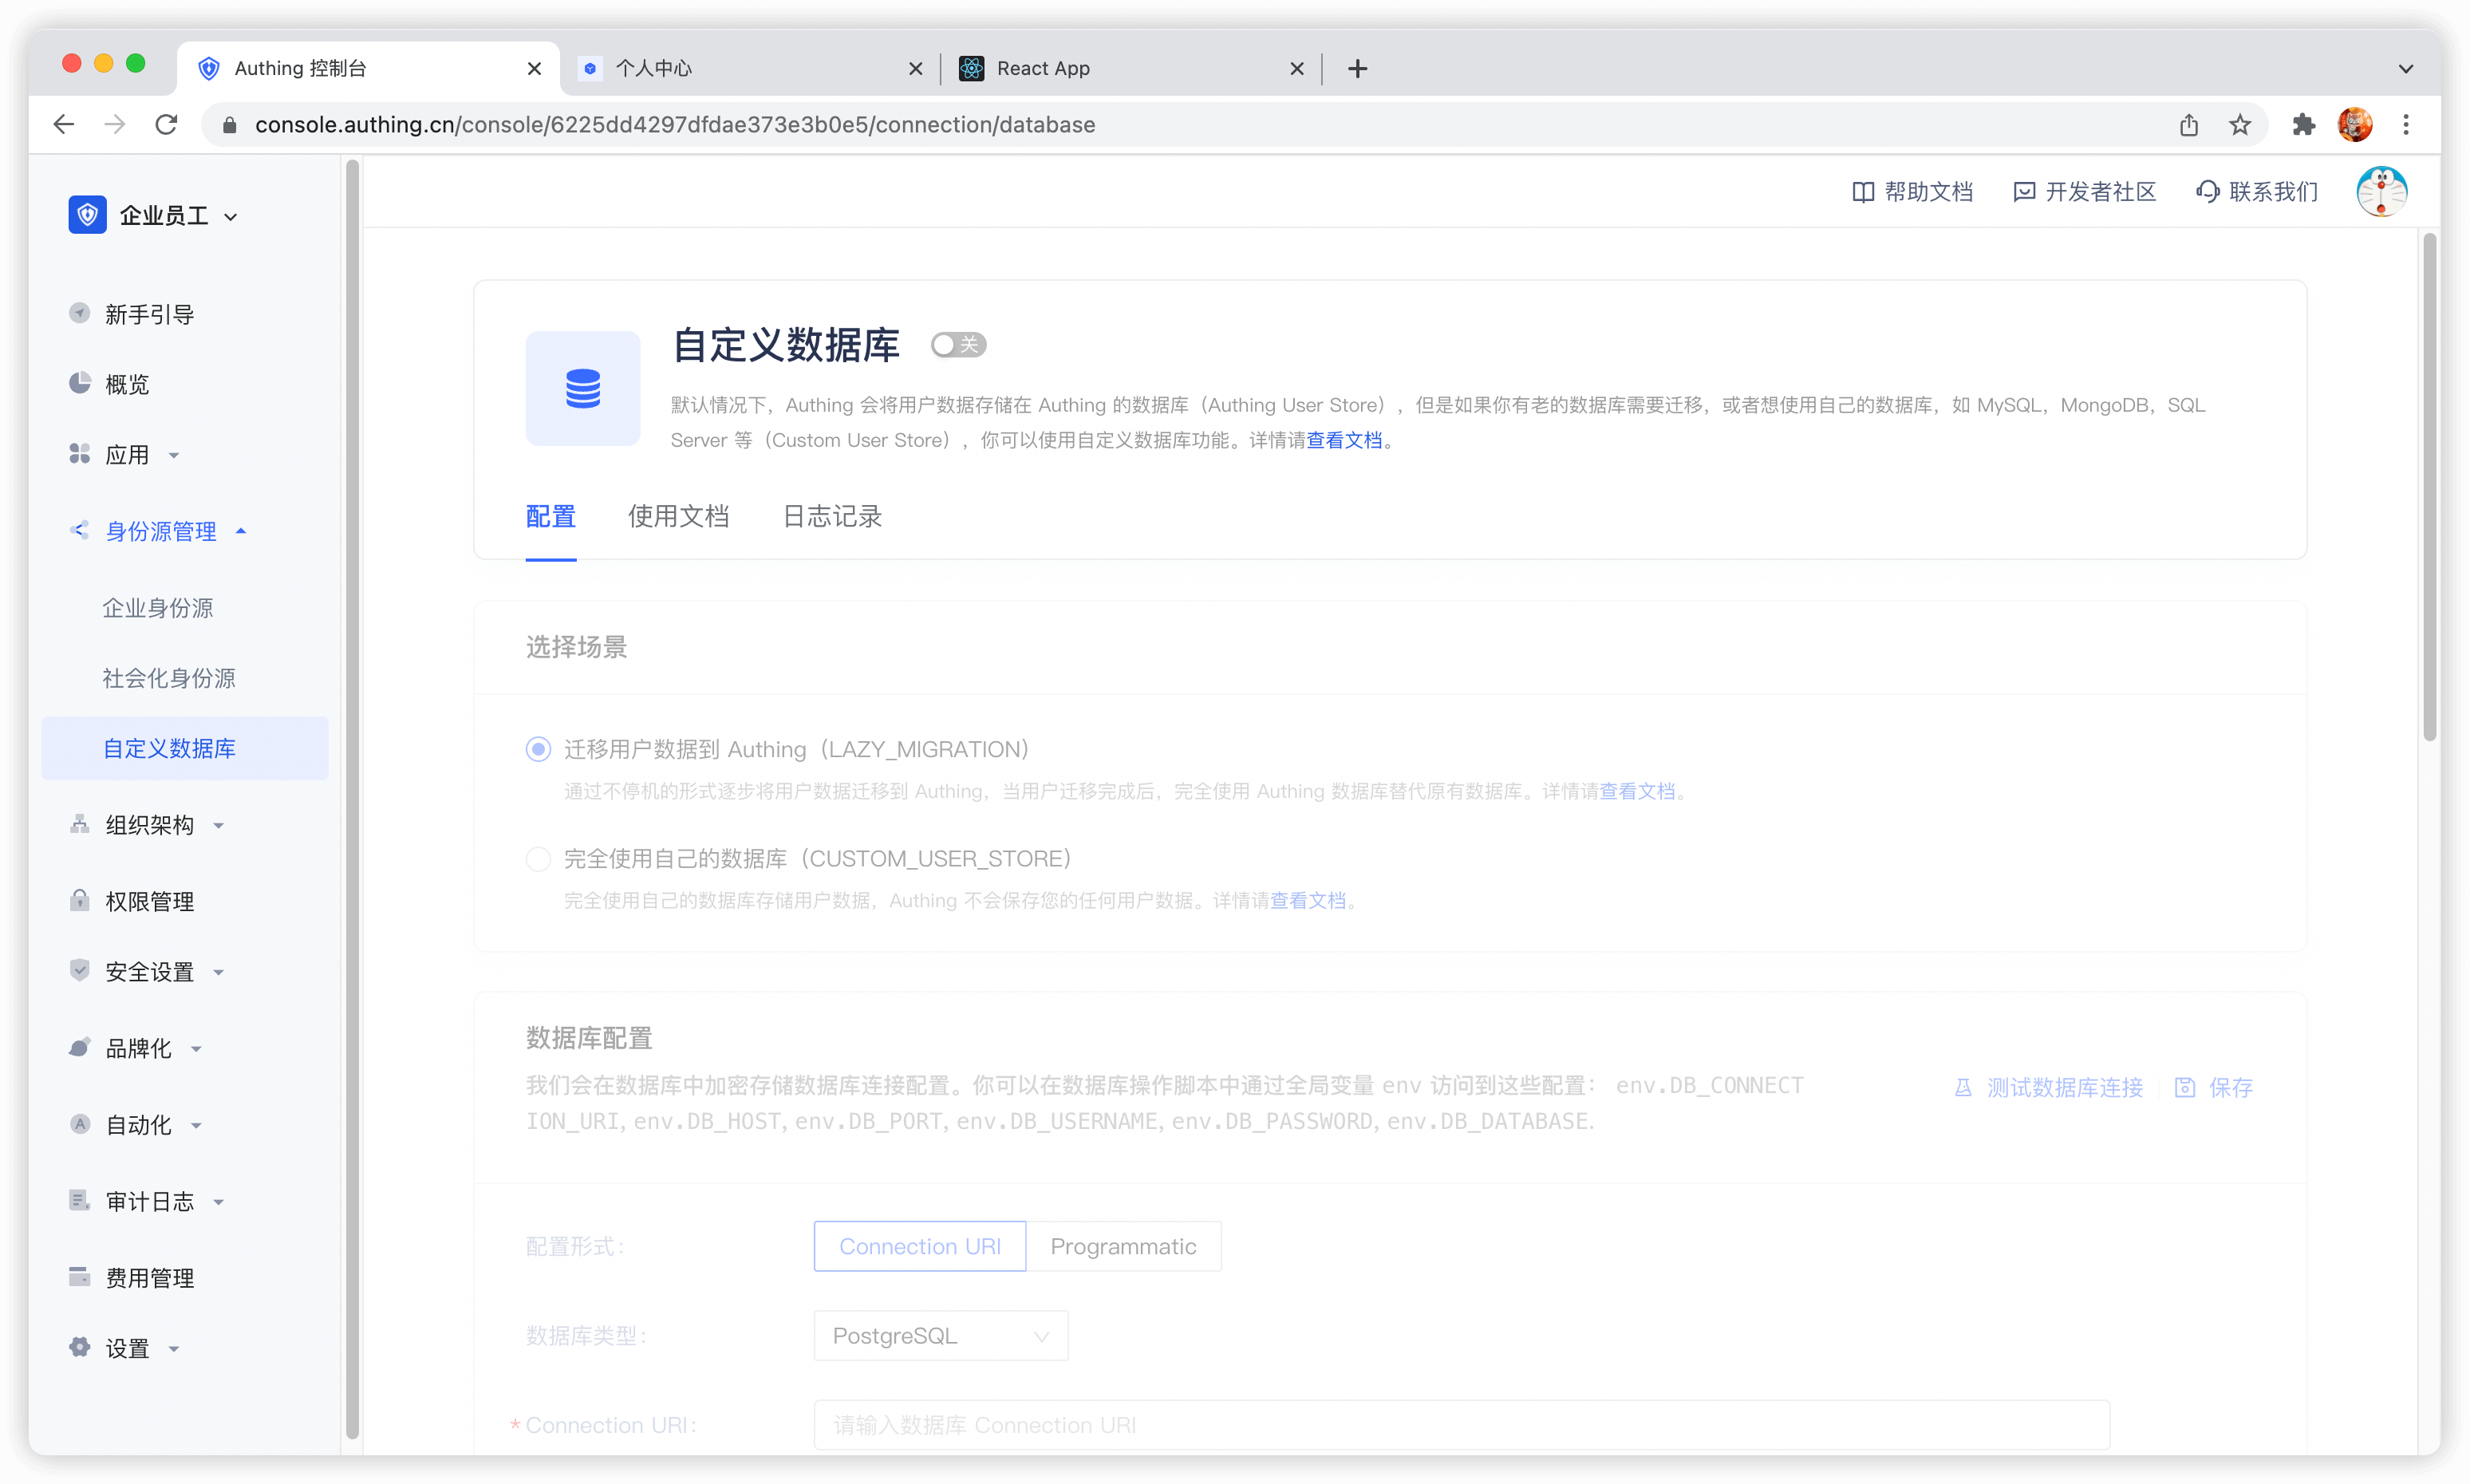 Authing 控制台
个人中心
React App
console.authing.cn/console/6225dd4297dfdae373e3b0e5/connection/database
帮助文档
开发者社区
联系我们
企业员工
新手引导
概览
应用
身份源管理
企业身份源
社会化身份源
自定义数据库
组织架构
权限管理
安全设置
品牌化
自动化
审计日志
费用管理
设置
自定义数据库 关
默认情况下，Authing 会将用户数据存储在 Authing 的数据库（Authing User Store），但是如果你有老的数据库需要迁移，或者想使用自己的数据库，如 MySQL，MongoDB，SQL
Server 等（Custom User Store），你可以使用自定义数据库功能。详情请查看文档。
配置 使用文档 日志记录
选择场景
迁移用户数据到 Authing（LAZY_MIGRATION）
通过不停机的形式逐步将用户数据迁移到 Authing，当用户迁移完成后，完全使用 Authing 数据库替代原有数据库。详情请查看文档。
完全使用自己的数据库（CUSTOM_USER_STORE）
完全使用自己的数据库存储用户数据，Authing 不会保存您的任何用户数据。详情请查看文档。
数据库配置
我们会在数据库中加密存储数据库连接配置。你可以在数据库操作脚本中通过全局变量 env 访问到这些配置： env.DB_CONNECT
ION_URI, env.DB_HOST, env.DB_PORT, env.DB_USERNAME, env.DB_PASSWORD, env.DB_DATABASE.
测试数据库连接 保存
配置形式： Connection URI Programmatic
数据库类型： PostgreSQL
* Connection URI： 请输入数据库 Connection URI